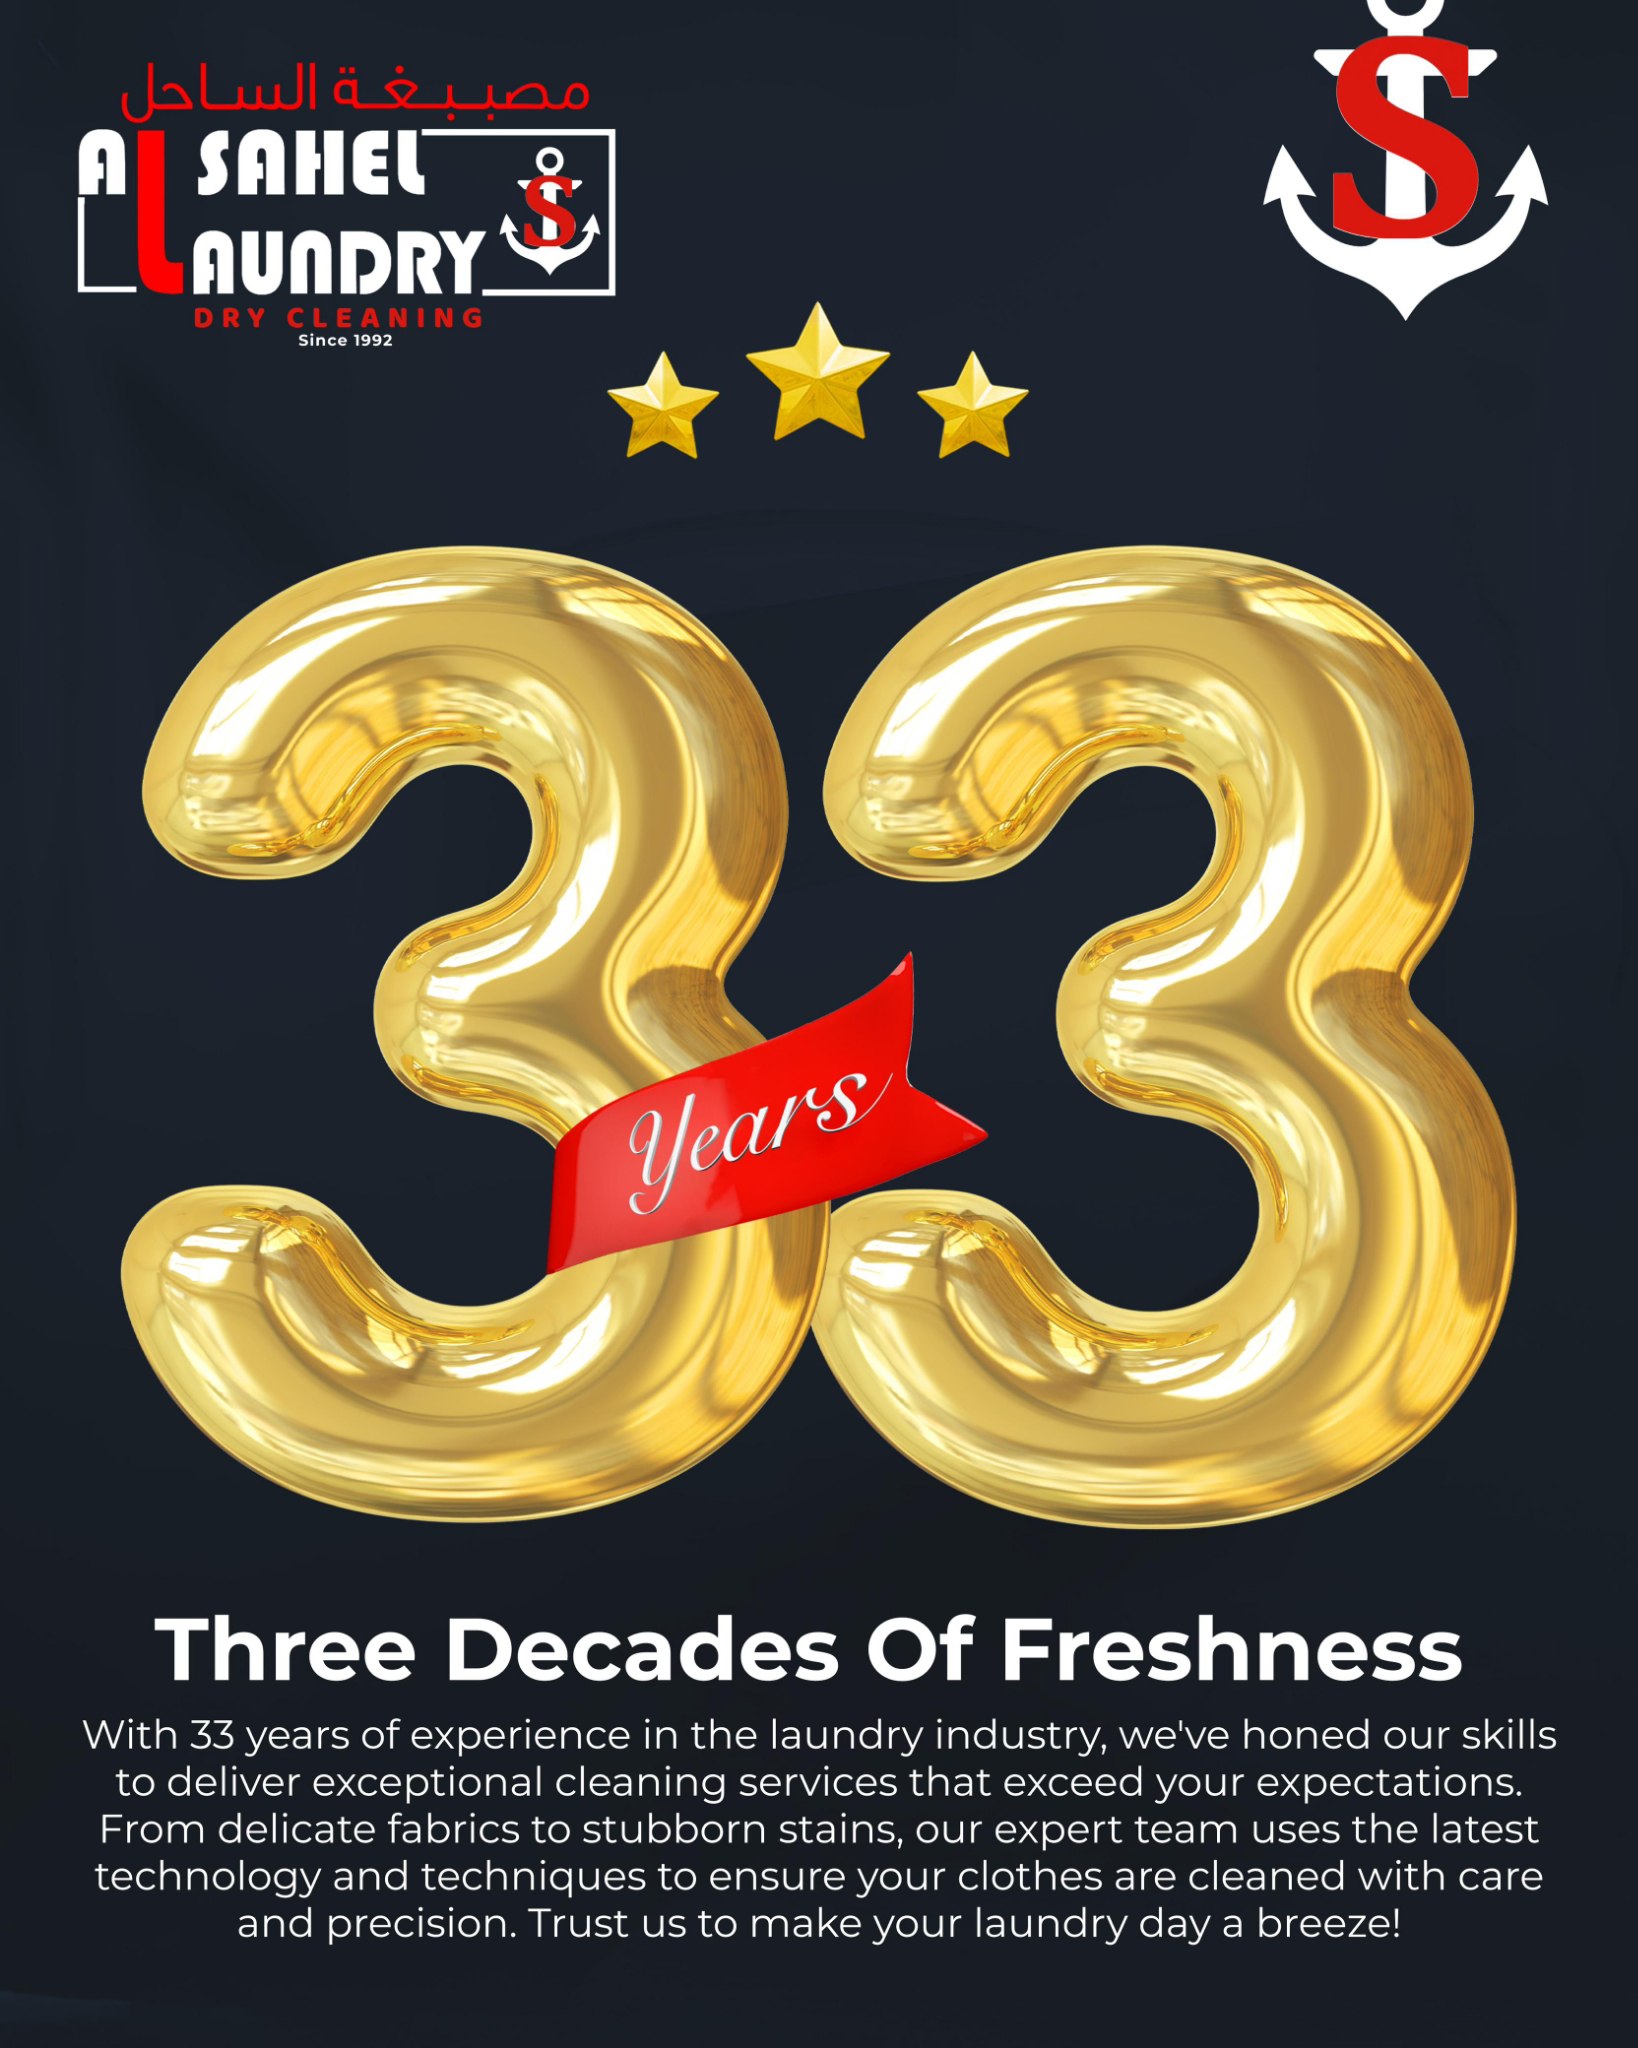 مصبغة الساحل
AL SAHEL
LAUNDRY
S
DRY CLEANING
Since 1992
S
33
Years
Three Decades Of Freshness
With 33 years of experience in the laundry industry, we've honed our skills
to deliver exceptional cleaning services that exceed your expectations.
From delicate fabrics to stubborn stains, our expert team uses the latest
technology and techniques to ensure your clothes are cleaned with care
and precision. Trust us to make your laundry day a breeze!